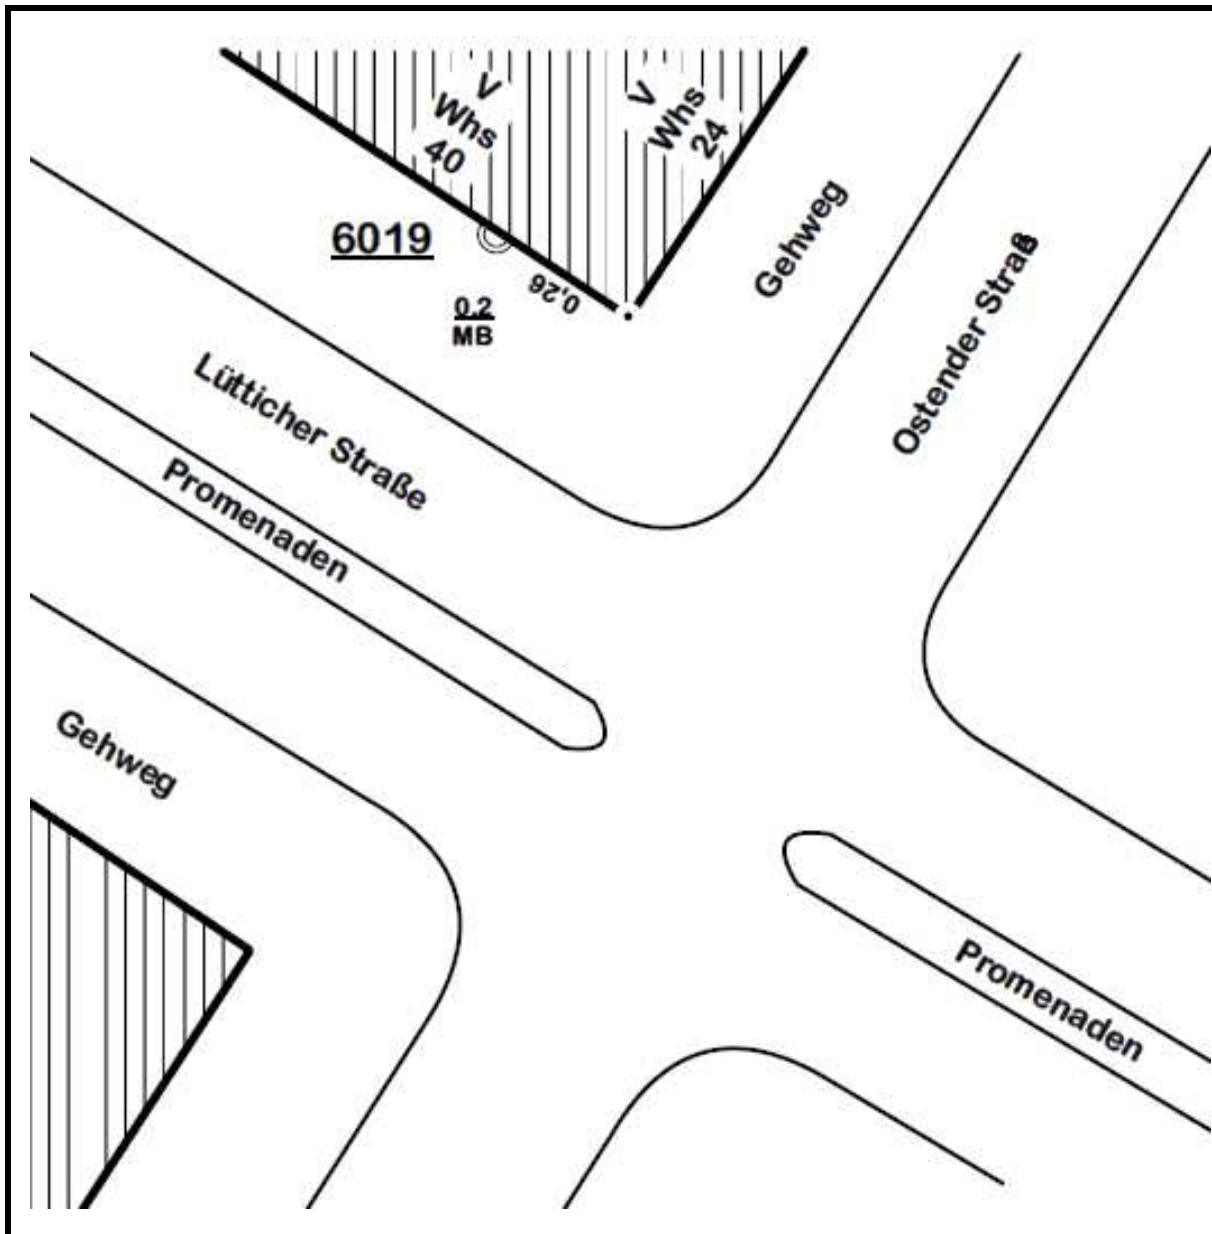 V
Whs
40
V
Whs
24
6019
0,26
0.2
MB
Gehweg
Ostender Straß
Lütticher Straße
Promenaden
Gehweg
Promenaden